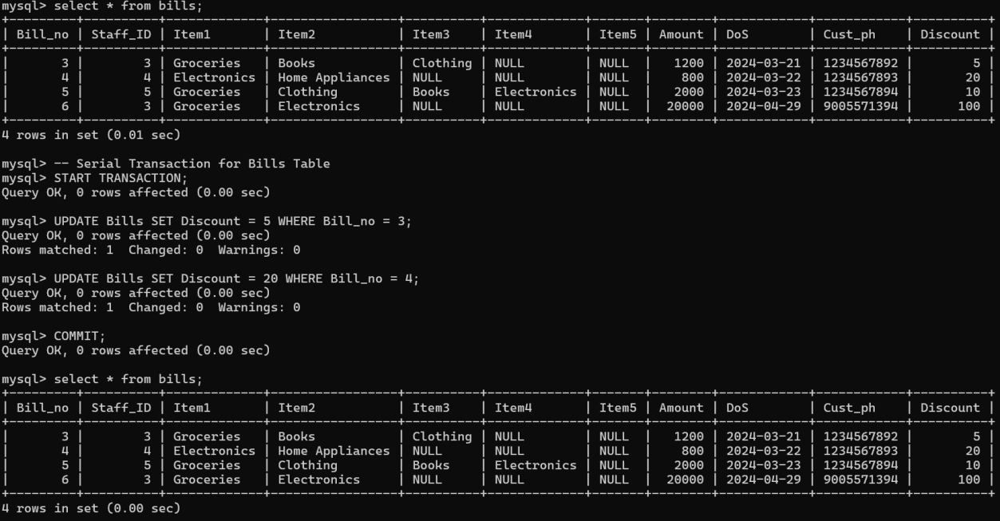 mysql> select * from bills;
+---------+----------+-------------+-----------------+----------+-------------+-------+--------+------------+------------+----------+
| Bill_no | Staff_ID | Item1       | Item2           | Item3    | Item4       | Item5 | Amount | DoS        | Cust_ph    | Discount |
+---------+----------+-------------+-----------------+----------+-------------+-------+--------+------------+------------+----------+
|       3 |        3 | Groceries   | Books           | Clothing | NULL        | NULL  |   1200 | 2024-03-21 | 1234567892 |        5 |
|       4 |        4 | Electronics | Home Appliances | NULL     | NULL        | NULL  |    800 | 2024-03-22 | 1234567893 |       20 |
|       5 |        5 | Groceries   | Clothing        | Books    | Electronics | NULL  |   2000 | 2024-03-23 | 1234567894 |       10 |
|       6 |        3 | Groceries   | Electronics     | NULL     | NULL        | NULL  |  20000 | 2024-04-29 | 9005571394 |      100 |
+---------+----------+-------------+-----------------+----------+-------------+-------+--------+------------+------------+----------+
4 rows in set (0.01 sec)

mysql> -- Serial Transaction for Bills Table
mysql> START TRANSACTION;
Query OK, 0 rows affected (0.00 sec)

mysql> UPDATE Bills SET Discount = 5 WHERE Bill_no = 3;
Query OK, 0 rows affected (0.00 sec)
Rows matched: 1  Changed: 0  Warnings: 0

mysql> UPDATE Bills SET Discount = 20 WHERE Bill_no = 4;
Query OK, 0 rows affected (0.00 sec)
Rows matched: 1  Changed: 0  Warnings: 0

mysql> COMMIT;
Query OK, 0 rows affected (0.00 sec)

mysql> select * from bills;
+---------+----------+-------------+-----------------+----------+-------------+-------+--------+------------+------------+----------+
| Bill_no | Staff_ID | Item1       | Item2           | Item3    | Item4       | Item5 | Amount | DoS        | Cust_ph    | Discount |
+---------+----------+-------------+-----------------+----------+-------------+-------+--------+------------+------------+----------+
|       3 |        3 | Groceries   | Books           | Clothing | NULL        | NULL  |   1200 | 2024-03-21 | 1234567892 |        5 |
|       4 |        4 | Electronics | Home Appliances | NULL     | NULL        | NULL  |    800 | 2024-03-22 | 1234567893 |       20 |
|       5 |        5 | Groceries   | Clothing        | Books    | Electronics | NULL  |   2000 | 2024-03-23 | 1234567894 |       10 |
|       6 |        3 | Groceries   | Electronics     | NULL     | NULL        | NULL  |  20000 | 2024-04-29 | 9005571394 |      100 |
+---------+----------+-------------+-----------------+----------+-------------+-------+--------+------------+------------+----------+
4 rows in set (0.00 sec)